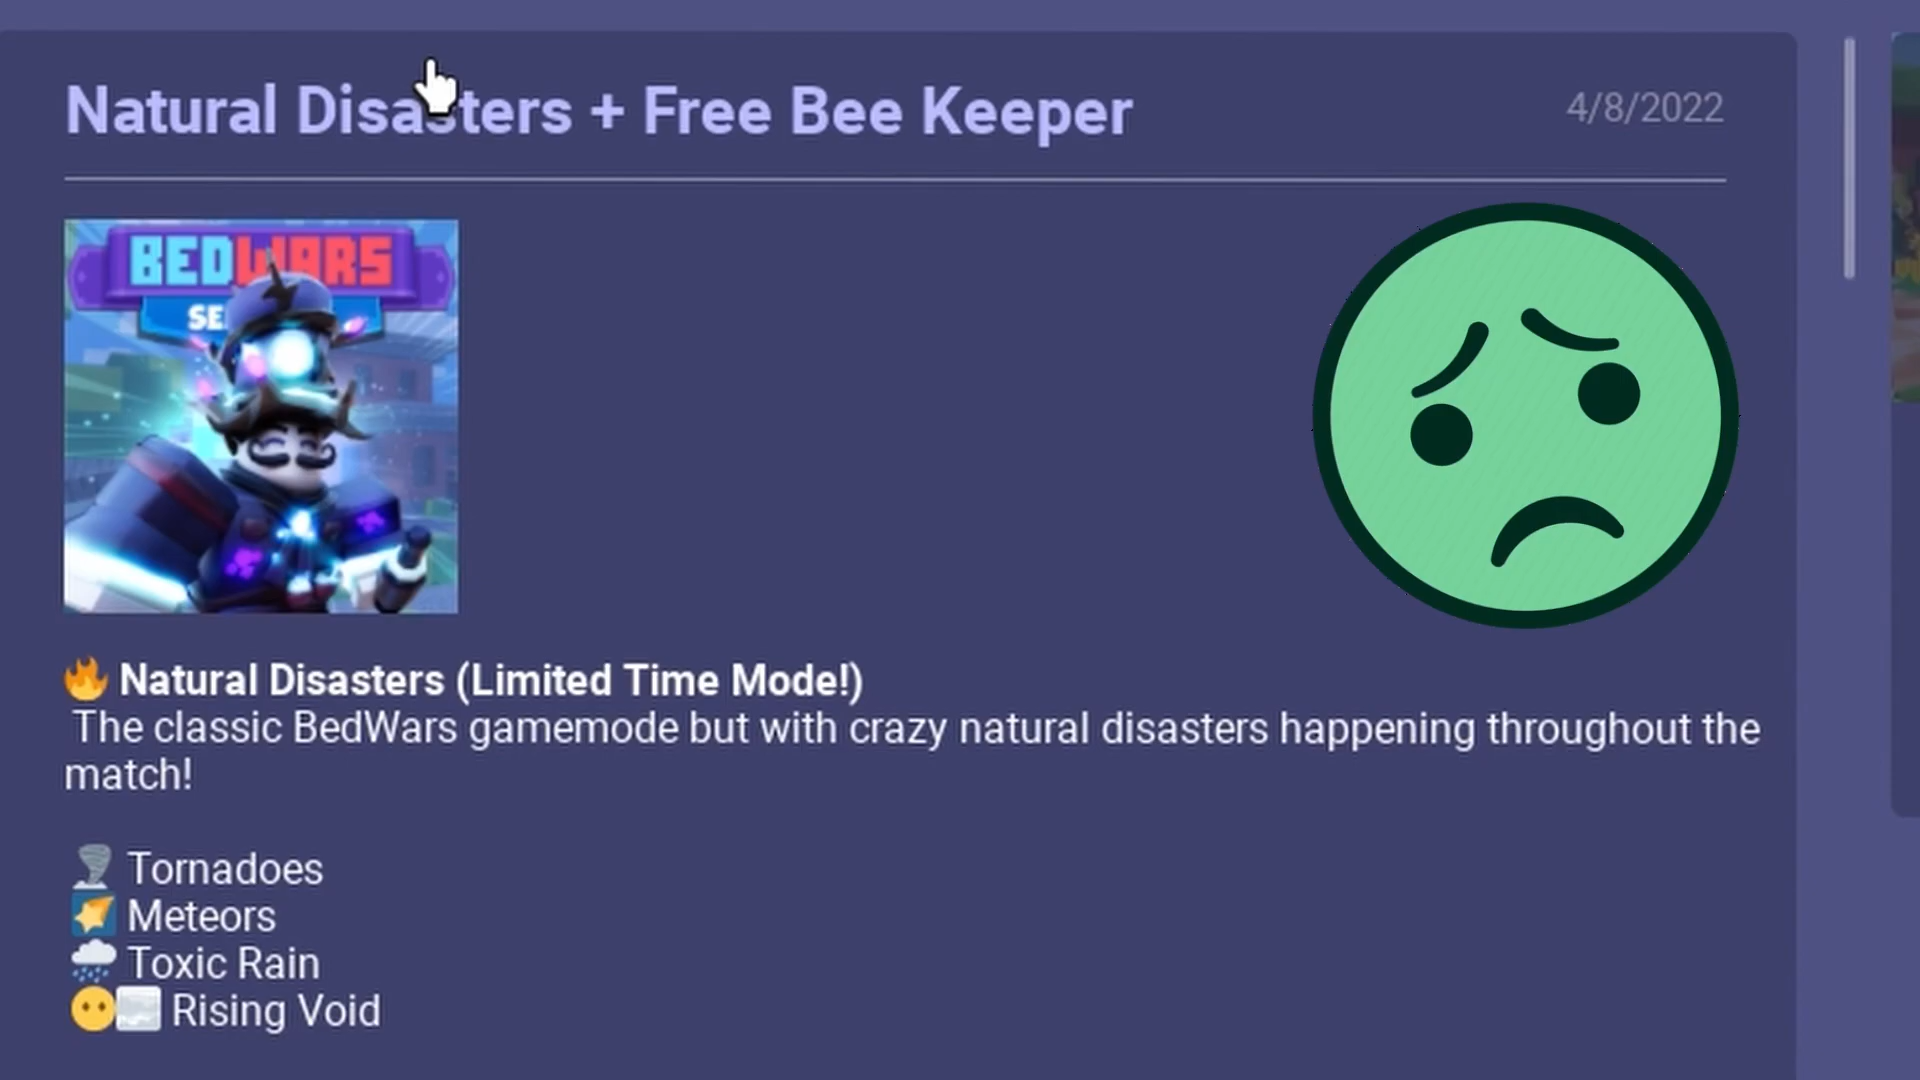 Natural Disasters + Free Bee Keeper
4/8/2022
BEDWARS
SE
🔥 Natural Disasters (Limited Time Mode!)
The classic BedWars gamemode but with crazy natural disasters happening throughout the
match!
🌪 Tornadoes
☄ Meteors
🌧 Toxic Rain
😶🌫 Rising Void